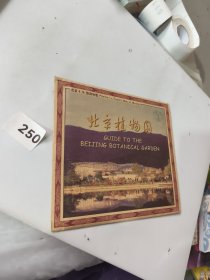 北京植物园
GUIDE TO THE
BEIJING BOTANICAL GARDEN
250